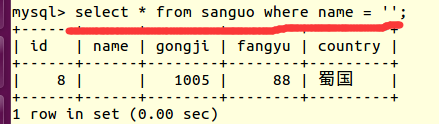 mysql> select * from sanguo where name = '';
+------+------+--------+--------+---------+
| id   | name | gongji | fangyu | country |
+------+------+--------+--------+---------+
|    8 |      |   1005 |     88 | 蜀国    |
+------+------+--------+--------+---------+
1 row in set (0.00 sec)